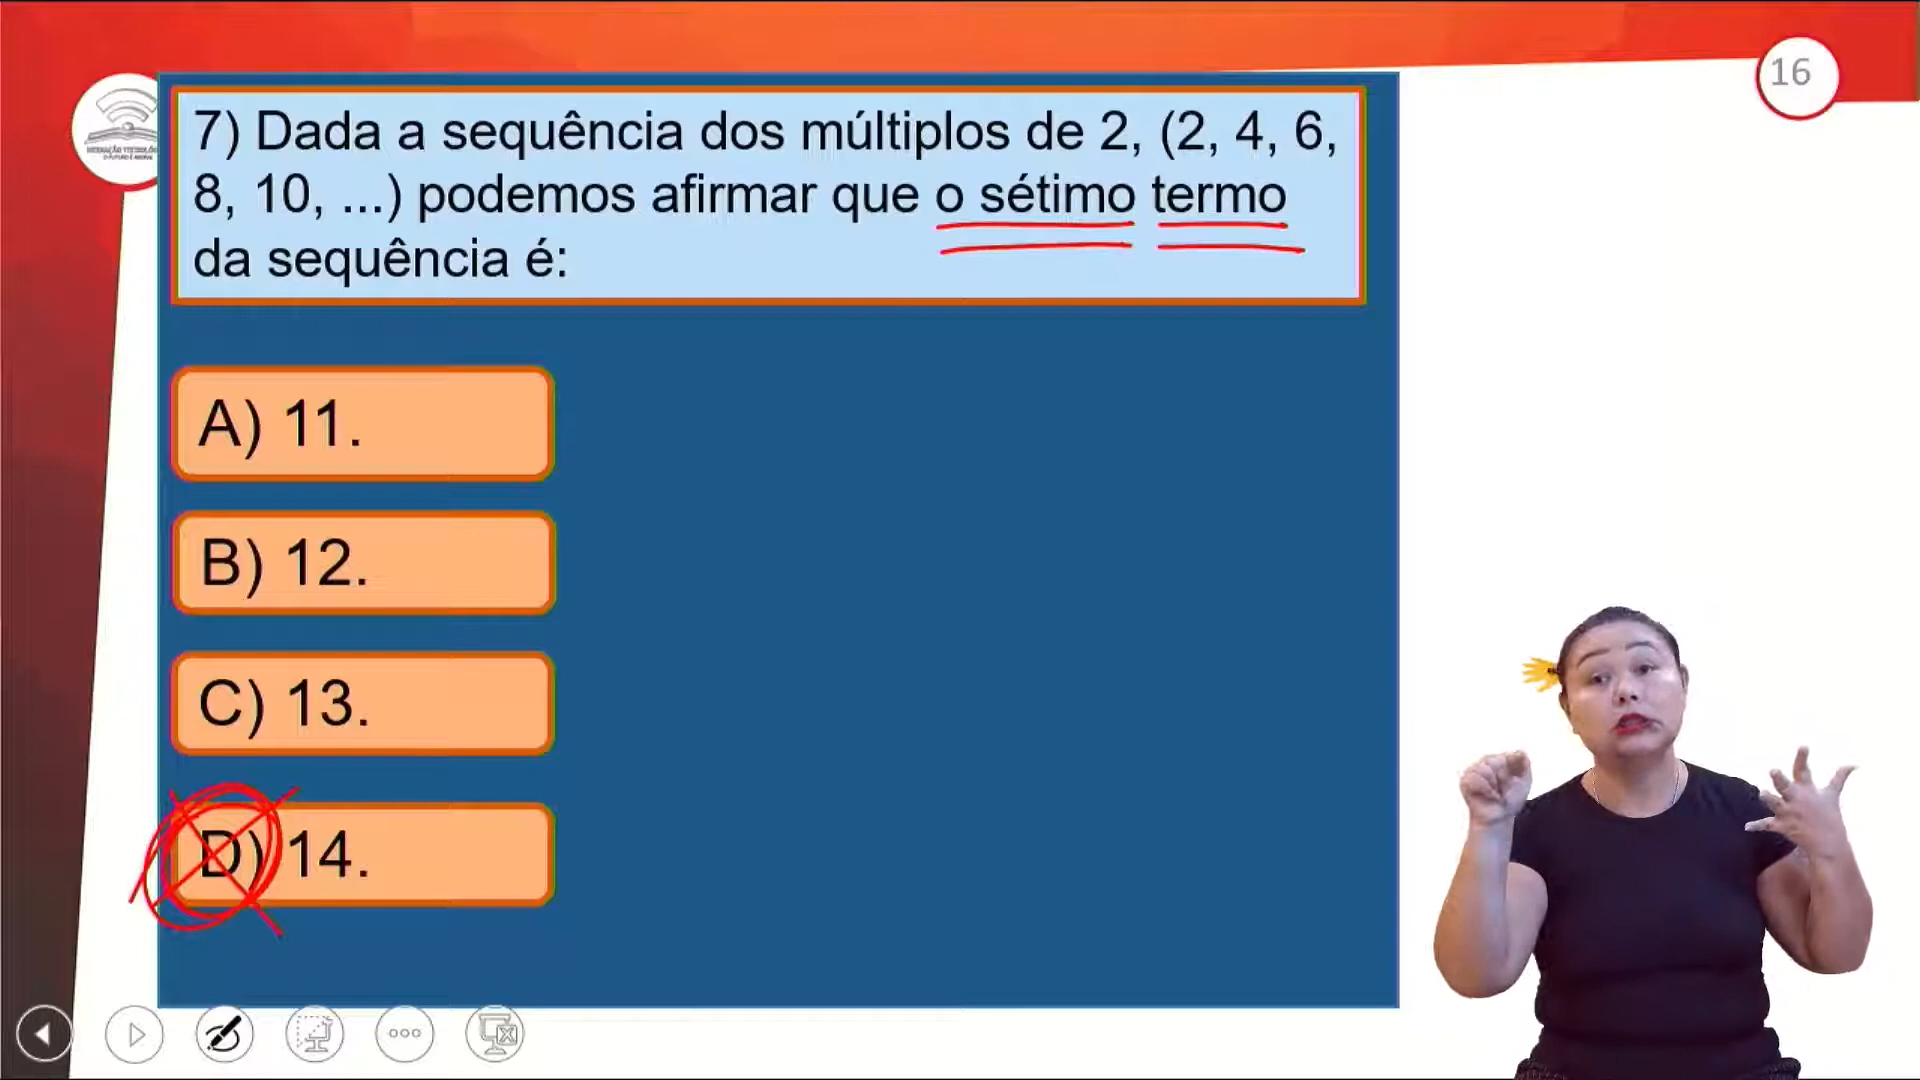 16
7) Dada a sequência dos múltiplos de 2, (2, 4, 6,
8, 10, ...) podemos afirmar que o sétimo termo
da sequência é:
A) 11.
B) 12.
C) 13.
D) 14.